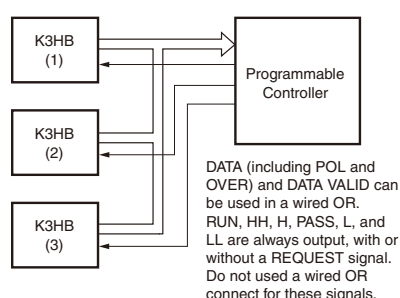 K3HB
(1)
K3HB
(2)
K3HB
(3)
Programmable
Controller
DATA (including POL and
OVER) and DATA VALID can
be used in a wired OR.
RUN, HH, H, PASS, L, and
LL are always output, with or
without a REQUEST signal.
Do not used a wired OR
connect for these signals.